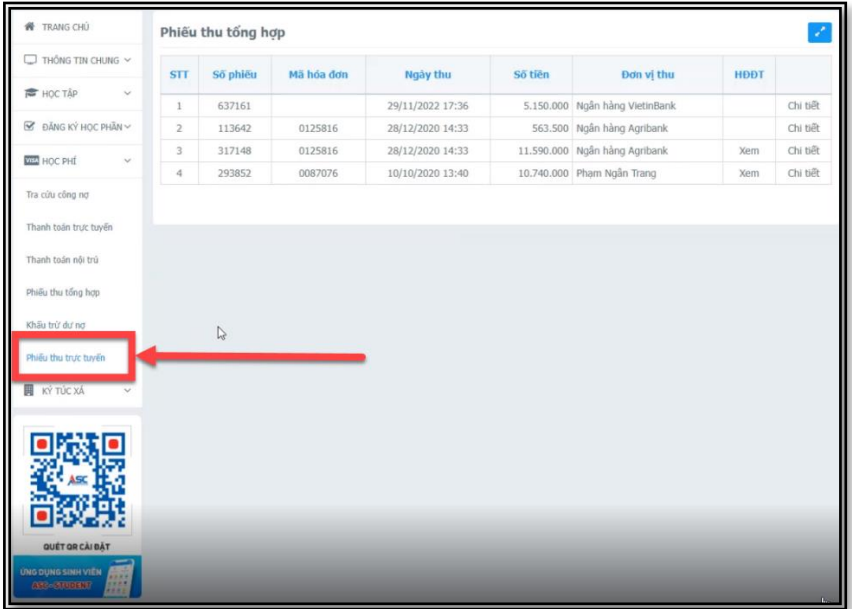 TRANG CHỦ
THÔNG TIN CHUNG
HỌC TẬP
ĐĂNG KÝ HỌC PHẦN
VISA HỌC PHÍ
Tra cứu công nợ
Thanh toán trực tuyến
Thanh toán nội trú
Phiếu thu tổng hợp
Khấu trừ dư nợ
Phiếu thu trực tuyến
KÝ TÚC XÁ
ASC
QUÉT QR CÀI ĐẶT
ỨNG DỤNG SINH VIÊN
ASC-STUDENT
Phiếu thu tổng hợp
STT Số phiếu Mã hóa đơn Ngày thu Số tiền Đơn vị thu HĐĐT
1 637161 29/11/2022 17:36 5.150.000 Ngân hàng VietinBank Chi tiết
2 113642 0125816 28/12/2020 14:33 563.500 Ngân hàng Agribank Chi tiết
3 317148 0125816 28/12/2020 14:33 11.590.000 Ngân hàng Agribank Xem Chi tiết
4 293852 0087076 10/10/2020 13:40 10.740.000 Phạm Ngân Trang Xem Chi tiết